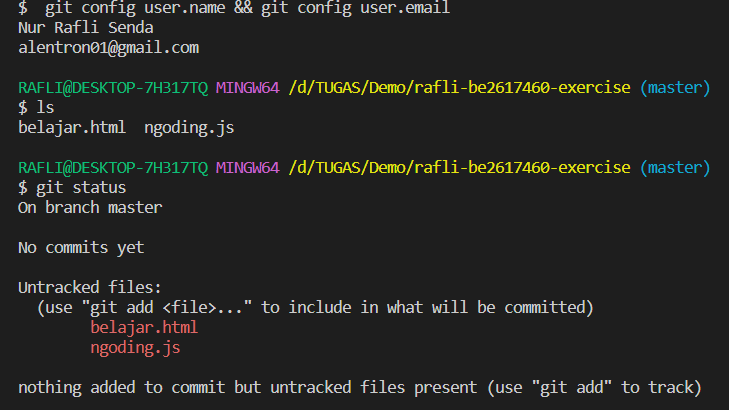 $  git config user.name && git config user.email
Nur Rafli Senda
alentron01@gmail.com
RAFLI@DESKTOP-7H317TQ MINGW64 /d/TUGAS/Demo/rafli-be2617460-exercise (master)
$ ls
belajar.html  ngoding.js
RAFLI@DESKTOP-7H317TQ MINGW64 /d/TUGAS/Demo/rafli-be2617460-exercise (master)
$ git status
On branch master
No commits yet
Untracked files:
  (use "git add <file>..." to include in what will be committed)
        belajar.html
        ngoding.js
nothing added to commit but untracked files present (use "git add" to track)